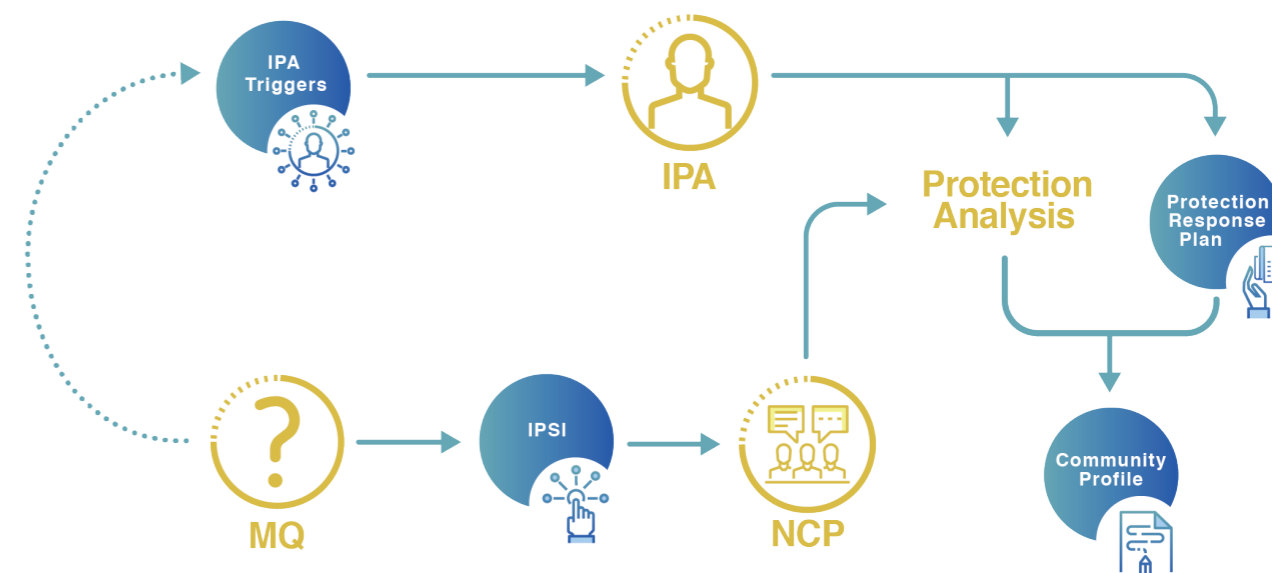 IPA
Triggers
IPA
Protection
Analysis
Protection
Response
Plan
MQ
IPSI
NCP
Community
Profile